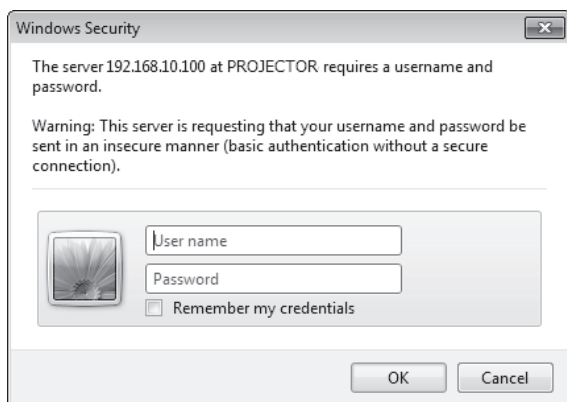 Windows Security
The server 192.168.10.100 at PROJECTOR requires a username and
password.
Warning: This server is requesting that your username and password be
sent in an insecure manner (basic authentication without a secure
connection).
User name
Password
Remember my credentials
OK Cancel